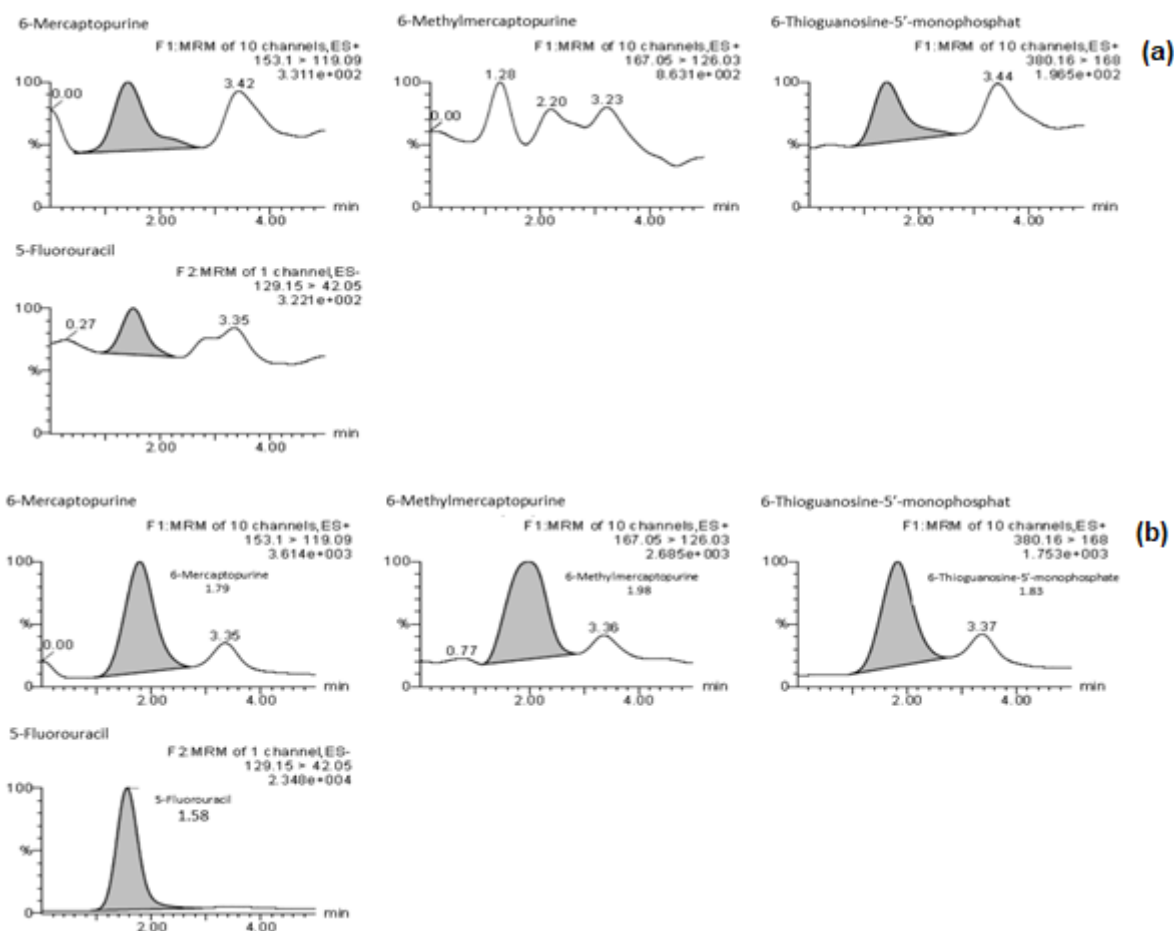 6-Mercaptopurine
F1:MRM of 10 channels,ES+
153.1 > 119.09
3.311e+002
100
%
0
0.00
3.42
2.00
4.00
min
6-Methylmercaptopurine
F1:MRM of 10 channels,ES+
167.05 > 126.03
8.631e+002
100
%
0
0.00
1.28
2.20
3.23
2.00
4.00
min
6-Thioguanosine-5'-monophosphat
F1:MRM of 10 channels,ES+
380.16 > 168
1.965e+002
100
%
0
3.44
2.00
4.00
min
(a)
5-Fluorouracil
F2:MRM of 1 channel,ES-
129.15 > 42.05
3.221e+002
100
%
0
0.27
3.35
2.00
4.00
min
6-Mercaptopurine
F1:MRM of 10 channels,ES+
153.1 > 119.09
3.614e+003
100
%
0
0.00
6-Mercaptopurine
1.79
3.35
2.00
4.00
min
6-Methylmercaptopurine
F1:MRM of 10 channels,ES+
167.05 > 126.03
2.685e+003
100
%
0
0.77
6-Methylmercaptopurine
1.98
3.36
2.00
4.00
min
6-Thioguanosine-5'-monophosphat
F1:MRM of 10 channels,ES+
380.16 > 168
1.753e+003
100
%
0
6-Thioguanosine-5'-monophosphate
1.83
3.37
2.00
4.00
min
(b)
5-Fluorouracil
F2:MRM of 1 channel,ES-
129.15 > 42.05
2.348e+004
100
%
0
5-Fluorouracil
1.58
2.00
4.00
min